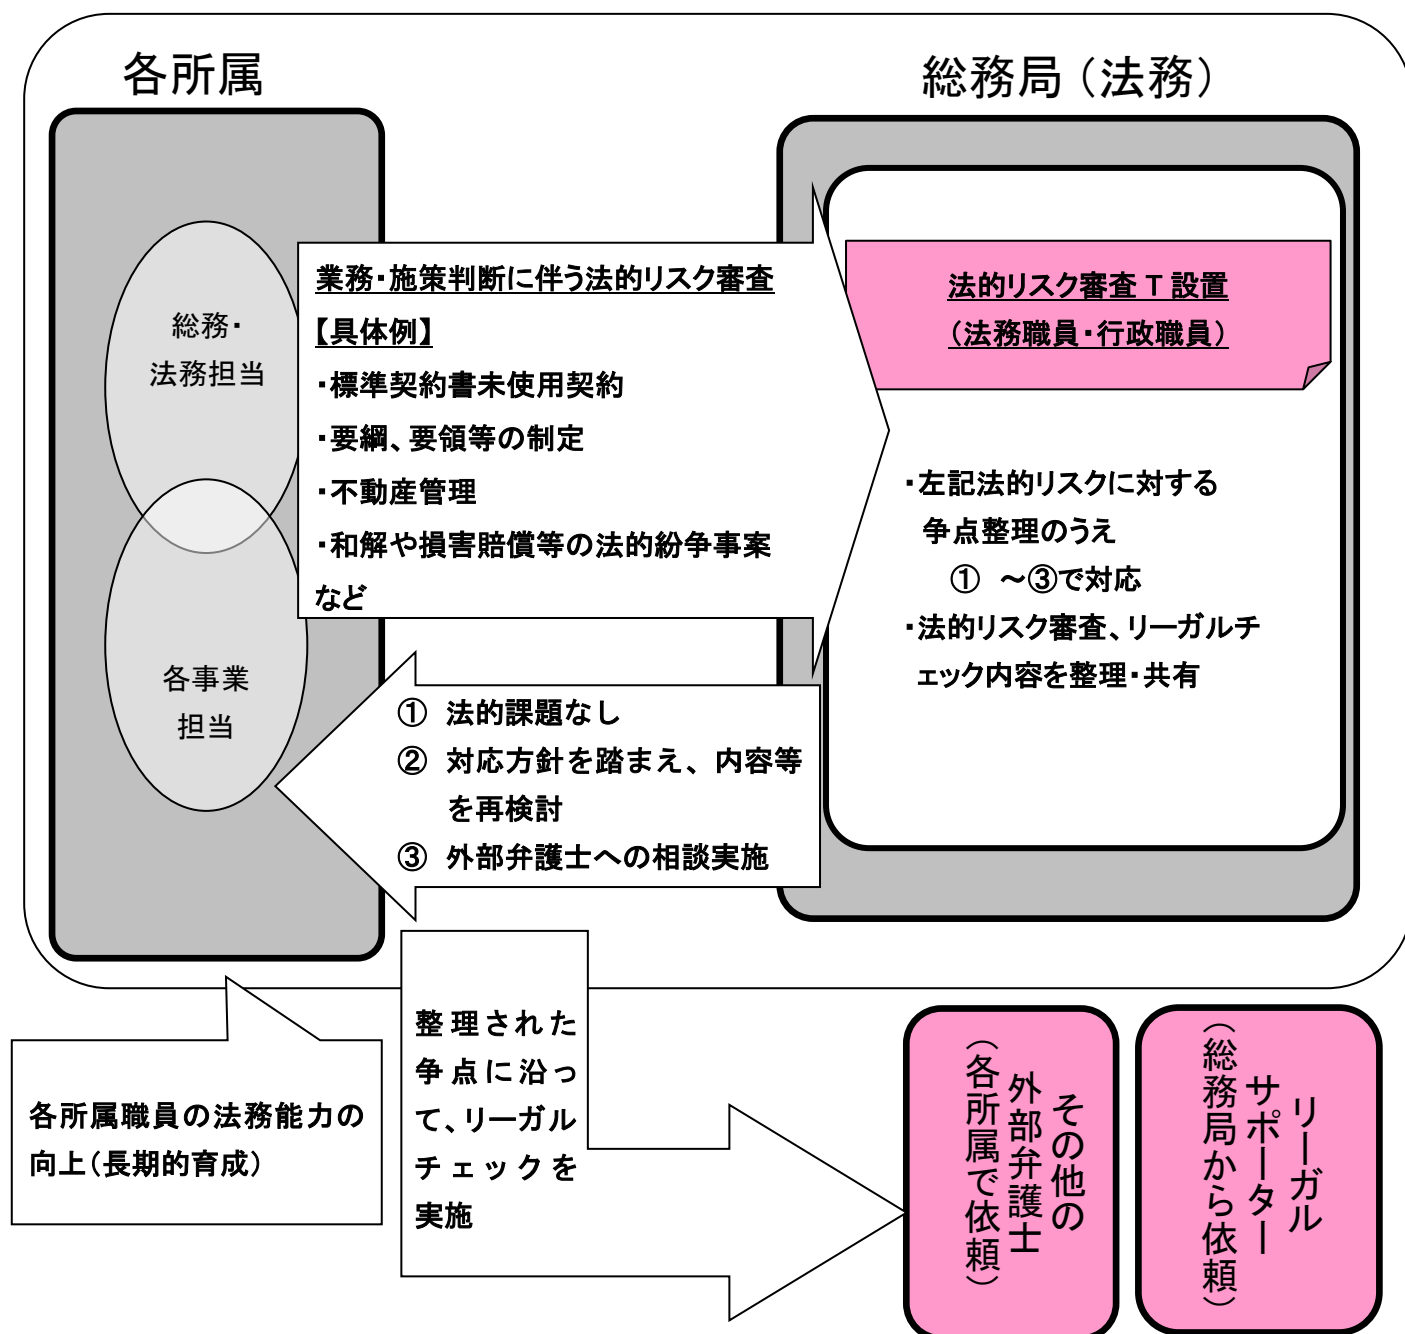 各所属
総務局（法務）
総務・
法務担当
各事業
担当
業務・施策判断に伴う法的リスク審査
【具体例】
・標準契約書未使用契約
・要綱、要領等の制定
・不動産管理
・和解や損害賠償等の法的紛争事案
など
法的リスク審査Ｔ設置
（法務職員・行政職員）
・左記法的リスクに対する
争点整理のうえ
① ～③で対応
・法的リスク審査、リーガルチ
ェック内容を整理・共有
① 法的課題なし
② 対応方針を踏まえ、内容等
を再検討
③ 外部弁護士への相談実施
各所属職員の法務能力の
向上（長期的育成）
整理された
争点に沿っ
て、リーガル
チェックを
実施
その他の
外部弁護士
（各所属で依頼）
リーガル
サポーター
（総務局から依頼）